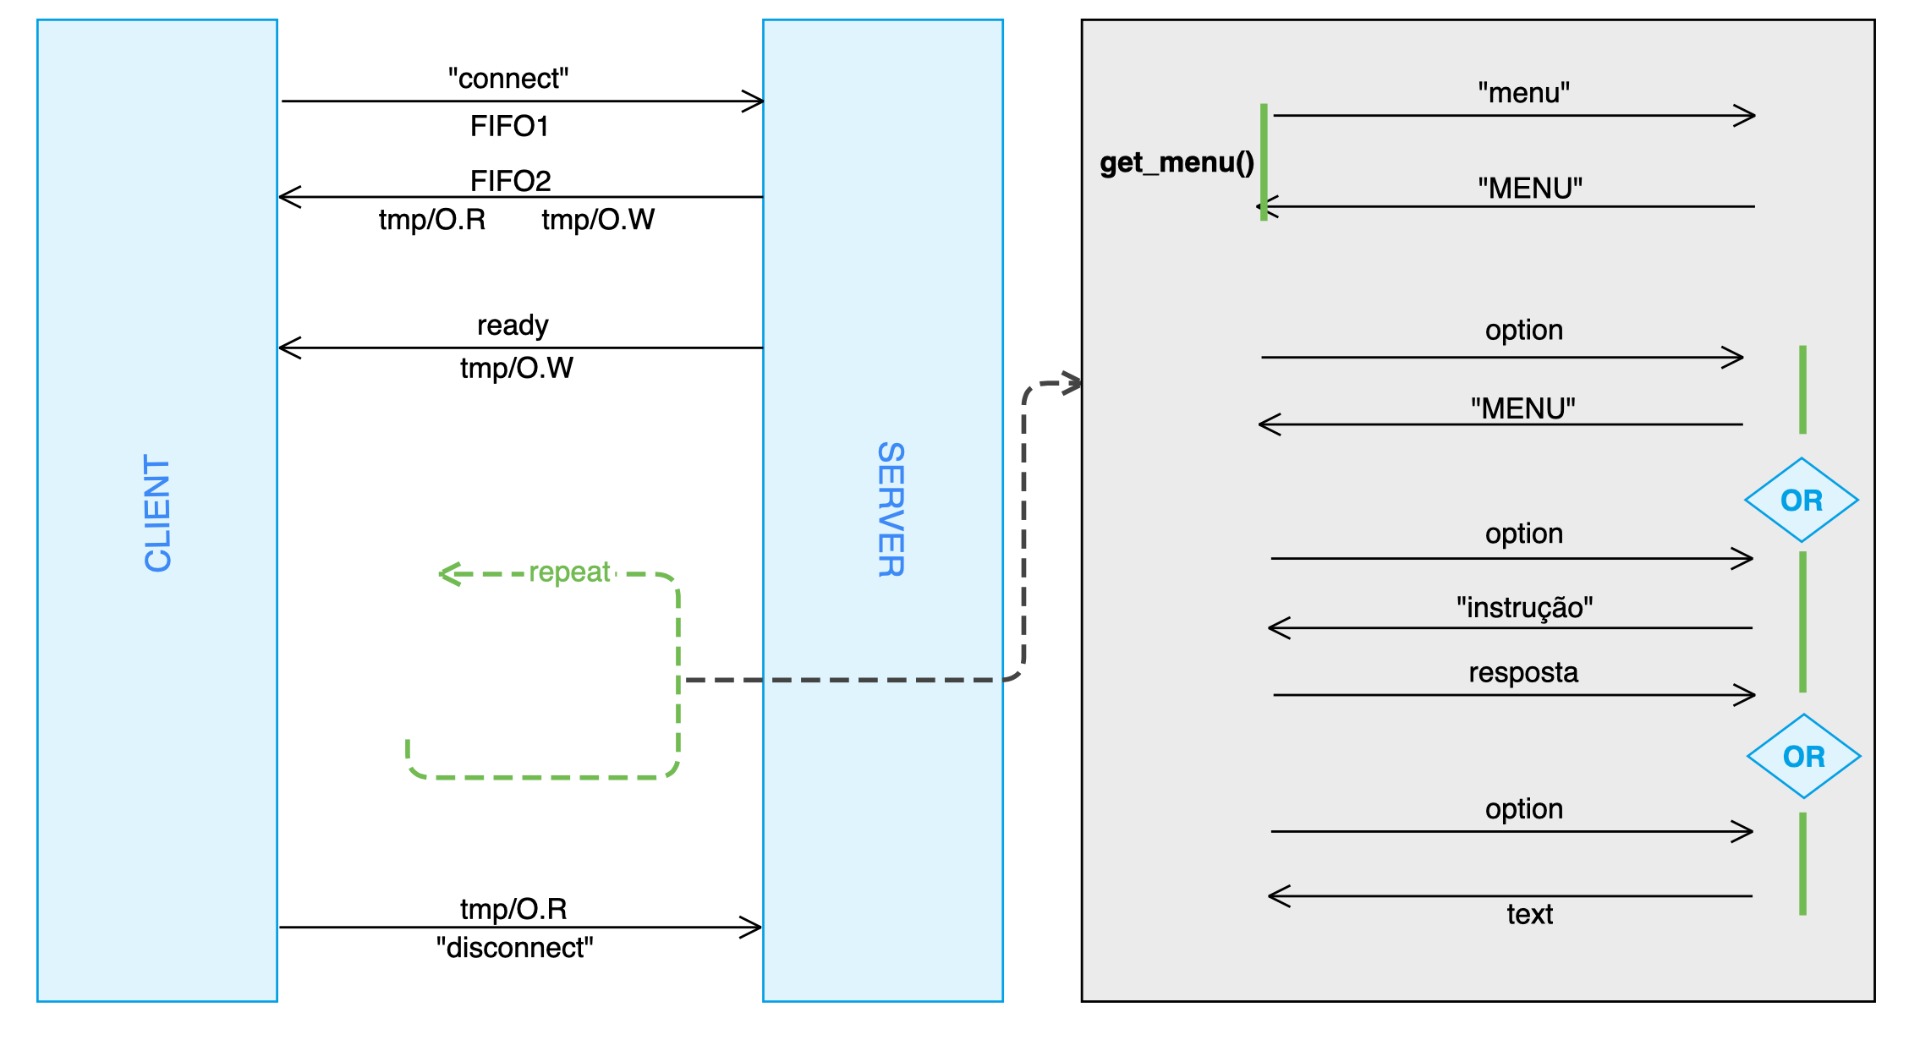 "connect"
FIFO1
FIFO2
tmp/O.R tmp/O.W
ready
tmp/O.W
CLIENT
SERVER
repeat
tmp/O.R
"disconnect"
"menu"
get_menu()
"MENU"
option
"MENU"
OR
option
"instrução"
resposta
OR
option
text